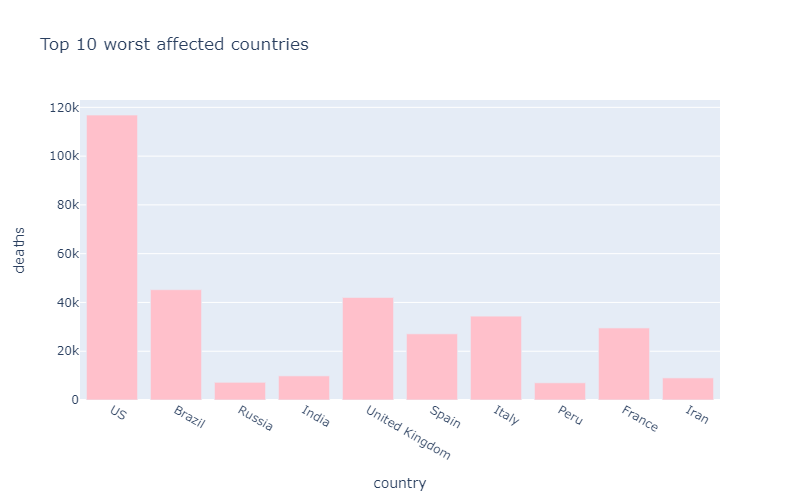 Top 10 worst affected countries
deaths
120k
100k
80k
60k
40k
20k
0
US
Brazil
Russia
India
United Kingdom
Spain
Italy
Peru
France
Iran
country